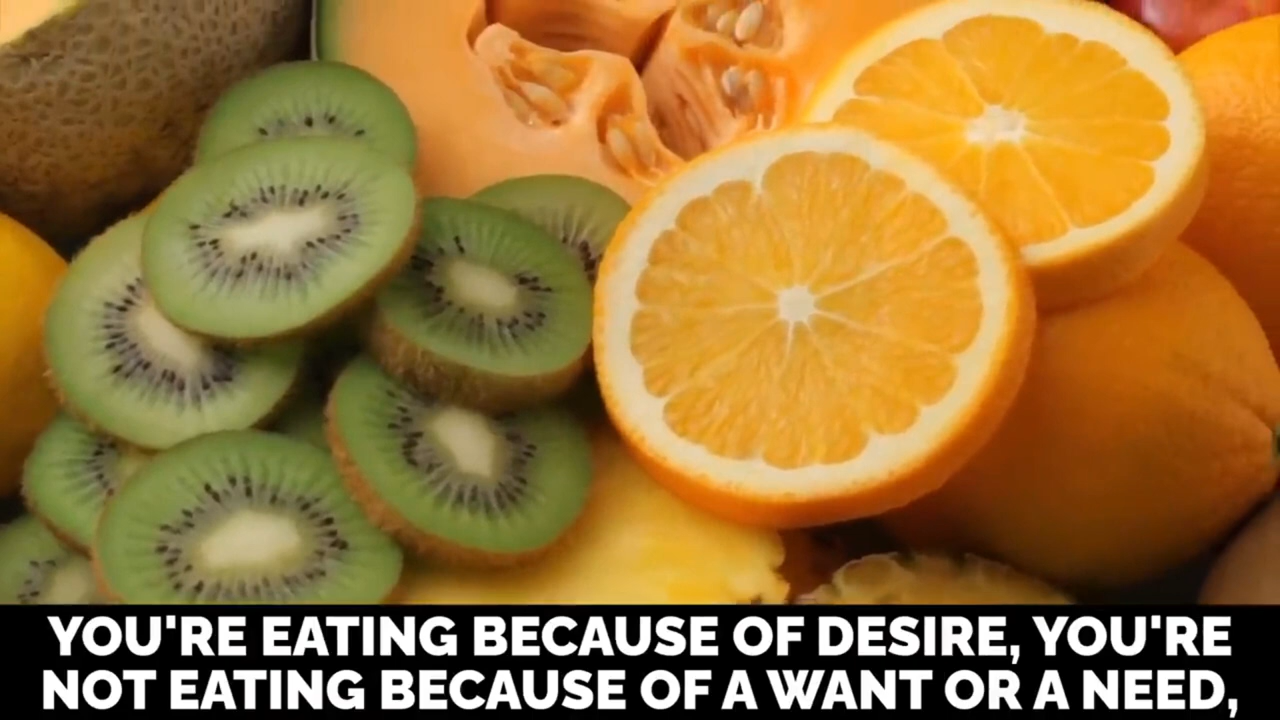 YOU'RE EATING BECAUSE OF DESIRE, YOU'RE
NOT EATING BECAUSE OF A WANT OR A NEED,